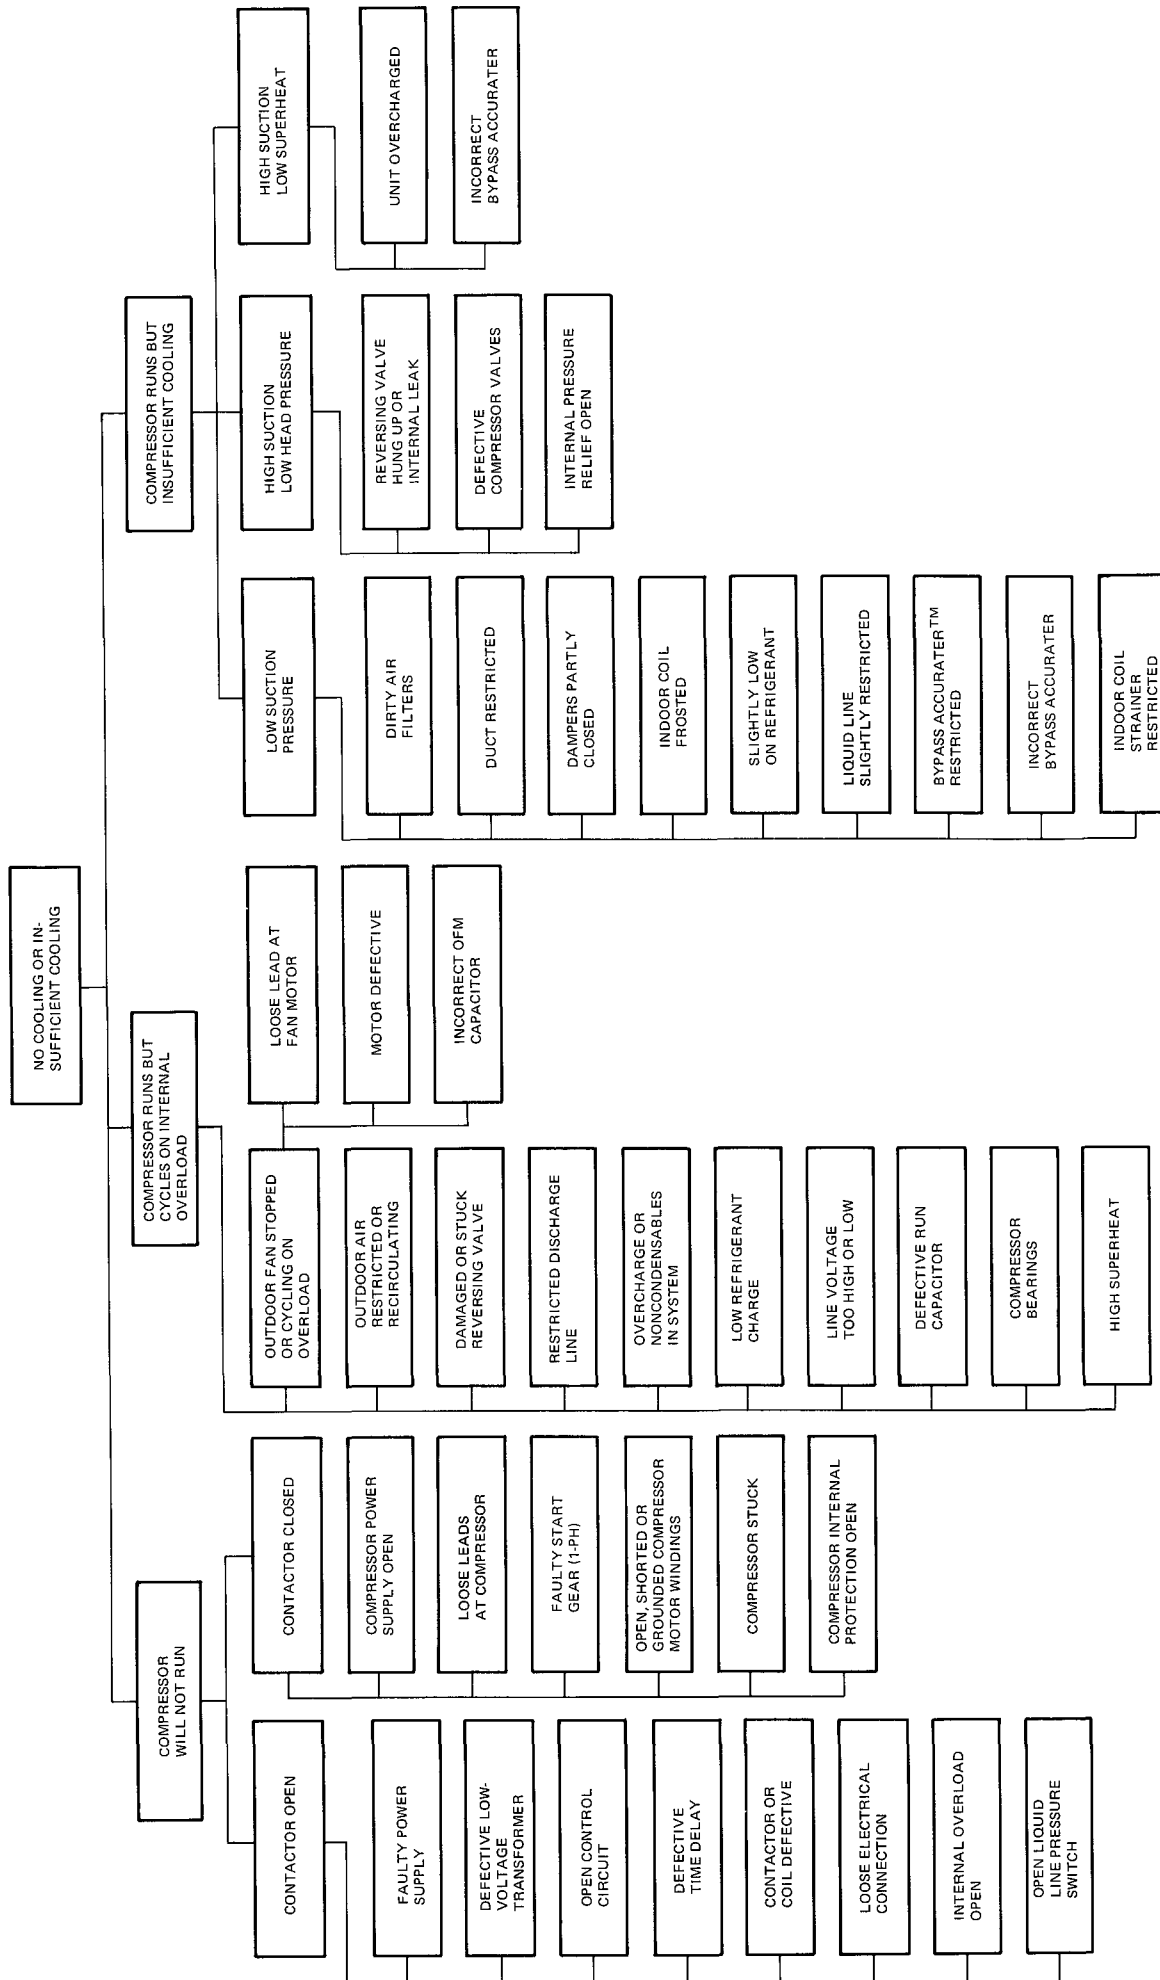 NO COOLING OR IN-
SUFFICIENT COOLING
COMPRESSOR
WILL NOT RUN
CONTACTOR OPEN
FAULTY POWER
SUPPLY
DEFECTIVE LOW-
VOLTAGE
TRANSFORMER
OPEN CONTROL
CIRCUIT
DEFECTIVE
TIME DELAY
CONTACTOR OR
COIL DEFECTIVE
LOOSE ELECTRICAL
CONNECTION
INTERNAL OVERLOAD
OPEN
OPEN LIQUID
LINE PRESSURE
SWITCH
CONTACTOR CLOSED
COMPRESSOR POWER
SUPPLY OPEN
LOOSE LEADS
AT COMPRESSOR
FAULTY START
GEAR (1-PH)
OPEN, SHORTED OR
GROUNDED COMPRESSOR
MOTOR WINDINGS
COMPRESSOR STUCK
COMPRESSOR INTERNAL
PROTECTION OPEN
COMPRESSOR RUNS BUT
CYCLES ON INTERNAL
OVERLOAD
OUTDOOR FAN STOPPED
OR CYCLING ON
OVERLOAD
OUTDOOR AIR
RESTRICTED OR
RECIRCULATING
DAMAGED OR STUCK
REVERSING VALVE
RESTRICTED DISCHARGE
LINE
OVERCHARGE OR
NONCONDENSABLES
IN SYSTEM
LOW REFRIGERANT
CHARGE
LINE VOLTAGE
TOO HIGH OR LOW
DEFECTIVE RUN
CAPACITOR
COMPRESSOR
BEARINGS
HIGH SUPERHEAT
LOOSE LEAD AT
FAN MOTOR
MOTOR DEFECTIVE
INCORRECT OFM
CAPACITOR
COMPRESSOR RUNS BUT
INSUFFICIENT COOLING
LOW SUCTION
PRESSURE
DIRTY AIR
FILTERS
DUCT RESTRICTED
DAMPERS PARTLY
CLOSED
INDOOR COIL
FROSTED
SLIGHTLY LOW
ON REFRIGERANT
LIQUID LINE
SLIGHTLY RESTRICTED
BYPASS ACCURATER™
RESTRICTED
INCORRECT
BYPASS ACCURATER
INDOOR COIL
STRAINER
RESTRICTED
HIGH SUCTION
LOW HEAD PRESSURE
REVERSING VALVE
HUNG UP OR
INTERNAL LEAK
DEFECTIVE
COMPRESSOR VALVES
INTERNAL PRESSURE
RELIEF OPEN
HIGH SUCTION
LOW SUPERHEAT
UNIT OVERCHARGED
INCORRECT
BYPASS ACCURATER